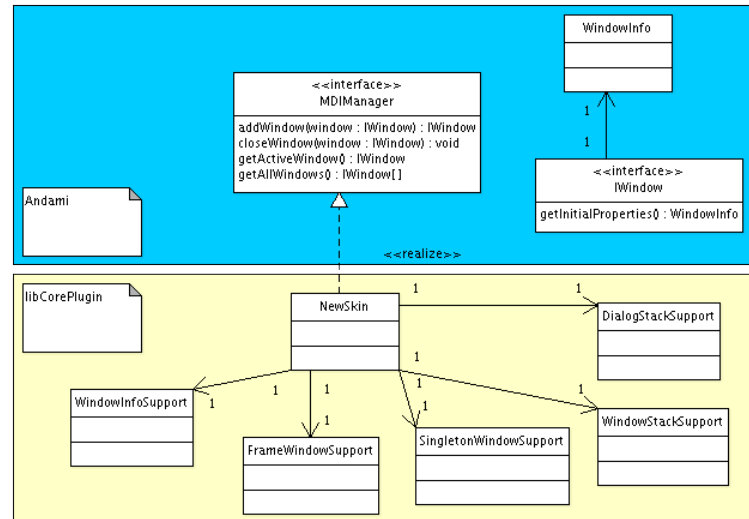 WindowInfo
<<interface>>
MDIManager
addWindow(window : IWindow) : IWindow
closeWindow(window : IWindow) : void
getActiveWindow() : IWindow
getAllWindows() : IWindow[]
1
1
<<interface>>
IWindow
getInitialProperties() : WindowInfo
Andami
<<realize>>
libCorePlugin
NewSkin
1
1
DialogStackSupport
1
1
1
1
1
WindowInfoSupport
1
1
1
1
WindowStackSupport
FrameWindowSupport
SingletonWindowSupport